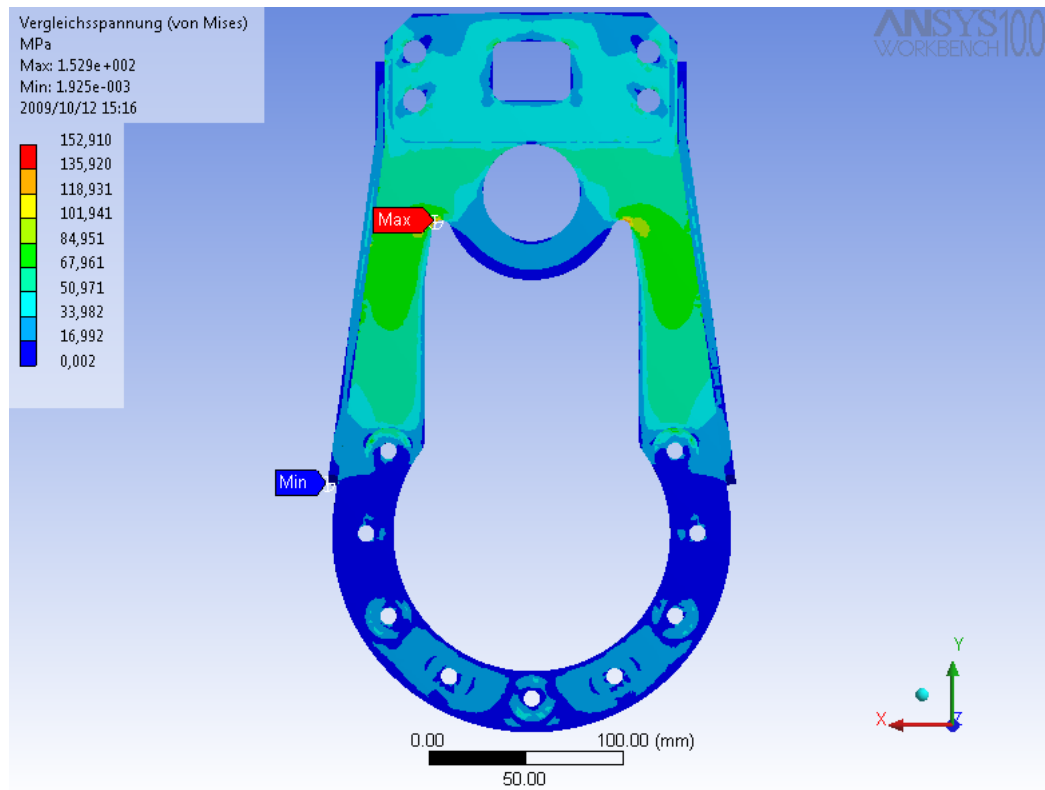 Vergleichsspannung (von Mises)
MPa
Max: 1.529e+002
Min: 1.925e-003
2009/10/12 15:16
ANSYS 10.0
WORKBENCH
152,910
135,920
118,931
101,941
84,951
67,961
50,971
33,982
16,992
0,002
Max
Min
Y
X
Z
0.00
100.00 (mm)
50.00